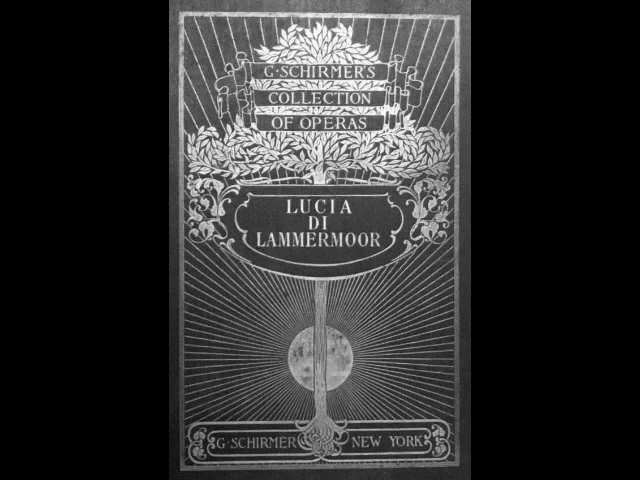 G·SCHIRMER'S
COLLECTION
OF OPERAS
LUCIA
DI
LAMMERMOOR
G·SCHIRMER NEW YORK